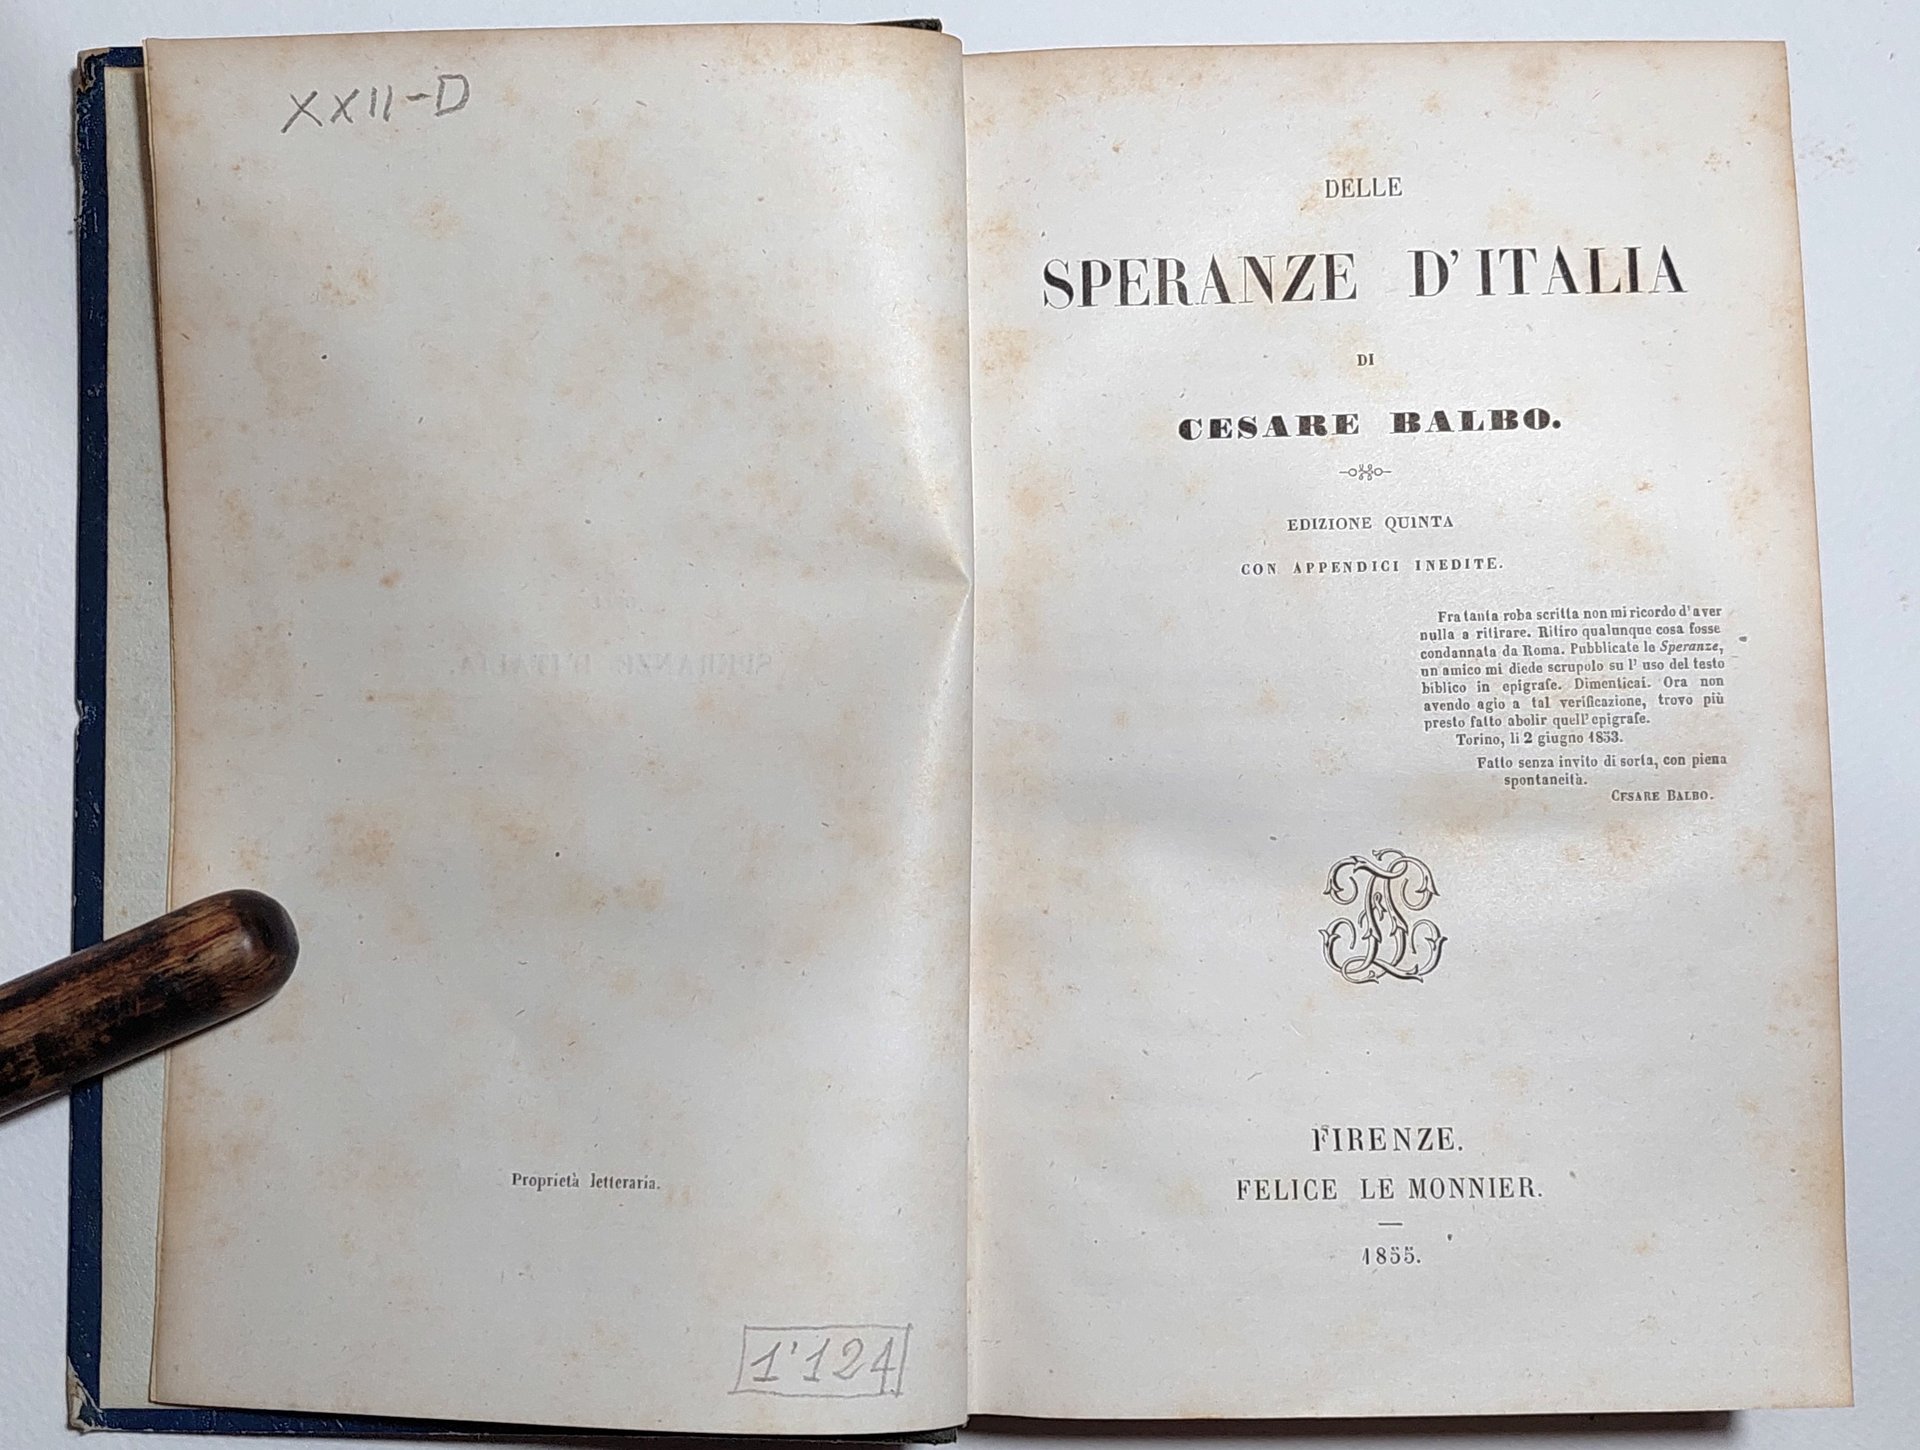 XXII-D
Proprietà letteraria.
1'124
DELLE
SPERANZE D'ITALIA
DI
CESARE BALBO.
EDIZIONE QUINTA
CON APPENDICI INEDITE.
Fra tanta roba scritta non mi ricordo d'aver
nulla a ritirare. Ritiro qualunque cosa fosse
condannata da Roma. Pubblicate le Speranze,
un amico mi diede scrupolo su l'uso del testo
biblico in epigrafe. Dimenticai. Ora non
avendo agio a tal verificazione, trovo più
presto fatto abolir quell'epigrafe.
Torino, li 2 giugno 1853.
Fatto senza invito di sorta, con piena
spontaneità.
CESARE BALBO.
FIRENZE.
FELICE LE MONNIER.
1855.